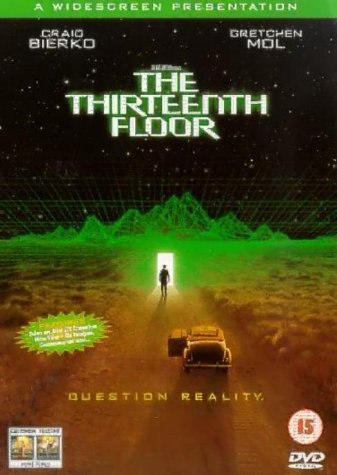 A WIDESCREEN PRESENTATION
CRAIG
BIERKO
GRETCHEN
MOL
THE
THIRTEENTH
FLOOR
QUESTION REALITY.
15
DVD